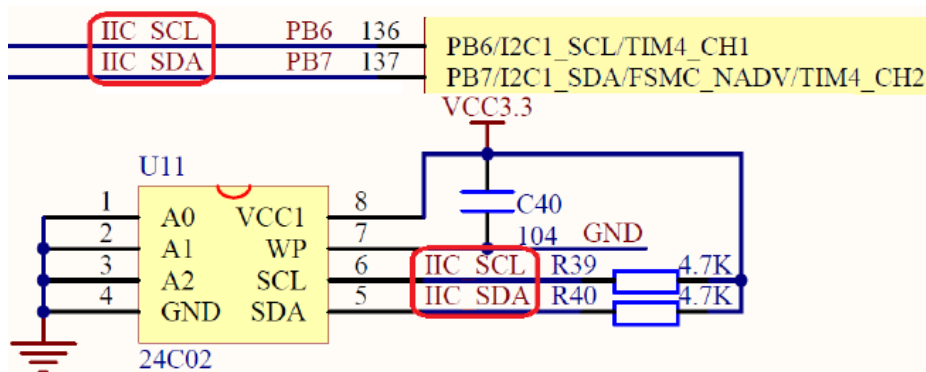 IIC SCL PB6 136 PB6/I2C1_SCL/TIM4_CH1
IIC SDA PB7 137 PB7/I2C1_SDA/FSMC_NADV/TIM4_CH2
VCC3.3
U11
1 A0 VCC1 8
C40
2 A1 WP 7 104 GND
3 A2 SCL 6 IIC SCL R39 4.7K
4 GND SDA 5 IIC SDA R40 4.7K
24C02